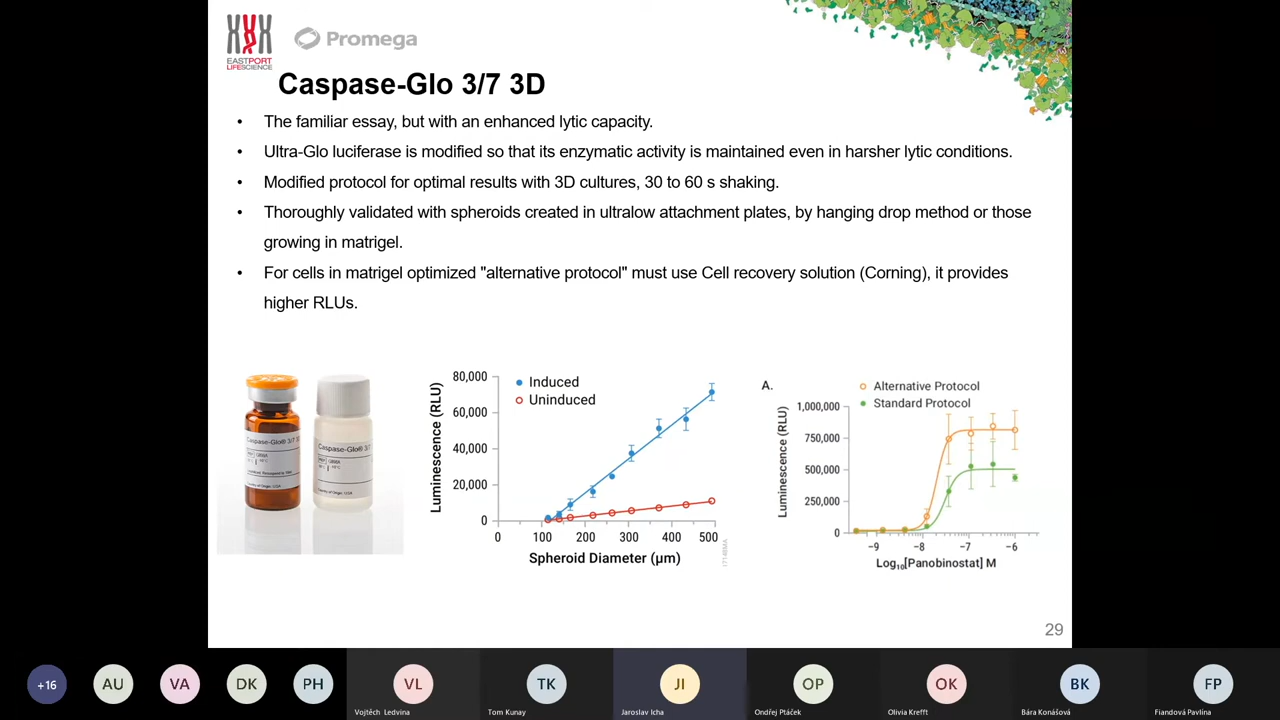 EASTPORT
LIFESCIENCE
Promega
Caspase-Glo 3/7 3D
• The familiar essay, but with an enhanced lytic capacity.
• Ultra-Glo luciferase is modified so that its enzymatic activity is maintained even in harsher lytic conditions.
• Modified protocol for optimal results with 3D cultures, 30 to 60 s shaking.
• Thoroughly validated with spheroids created in ultralow attachment plates, by hanging drop method or those
growing in matrigel.
• For cells in matrigel optimized "alternative protocol" must use Cell recovery solution (Corning), it provides
higher RLUs.
Caspase-Glo® 3/7 3D
Caspase-Glo® 3/7
Luminescence (RLU)
80,000
60,000
40,000
20,000
0
Induced
Uninduced
0 100 200 300 400 500
Spheroid Diameter (µm)
A.
Alternative Protocol
Standard Protocol
Luminescence (RLU)
1,000,000
750,000
500,000
250,000
0
−9 −8 −7 −6
Log10[Panobinostat] M
29
+16 AU VA DK PH VL TK JI OP OK BK FP
Vojtěch Ledvina Tom Kunay Jaroslav Icha Ondřej Ptáček Olivia Krefft Bára Konášová Fiandová Pavlína